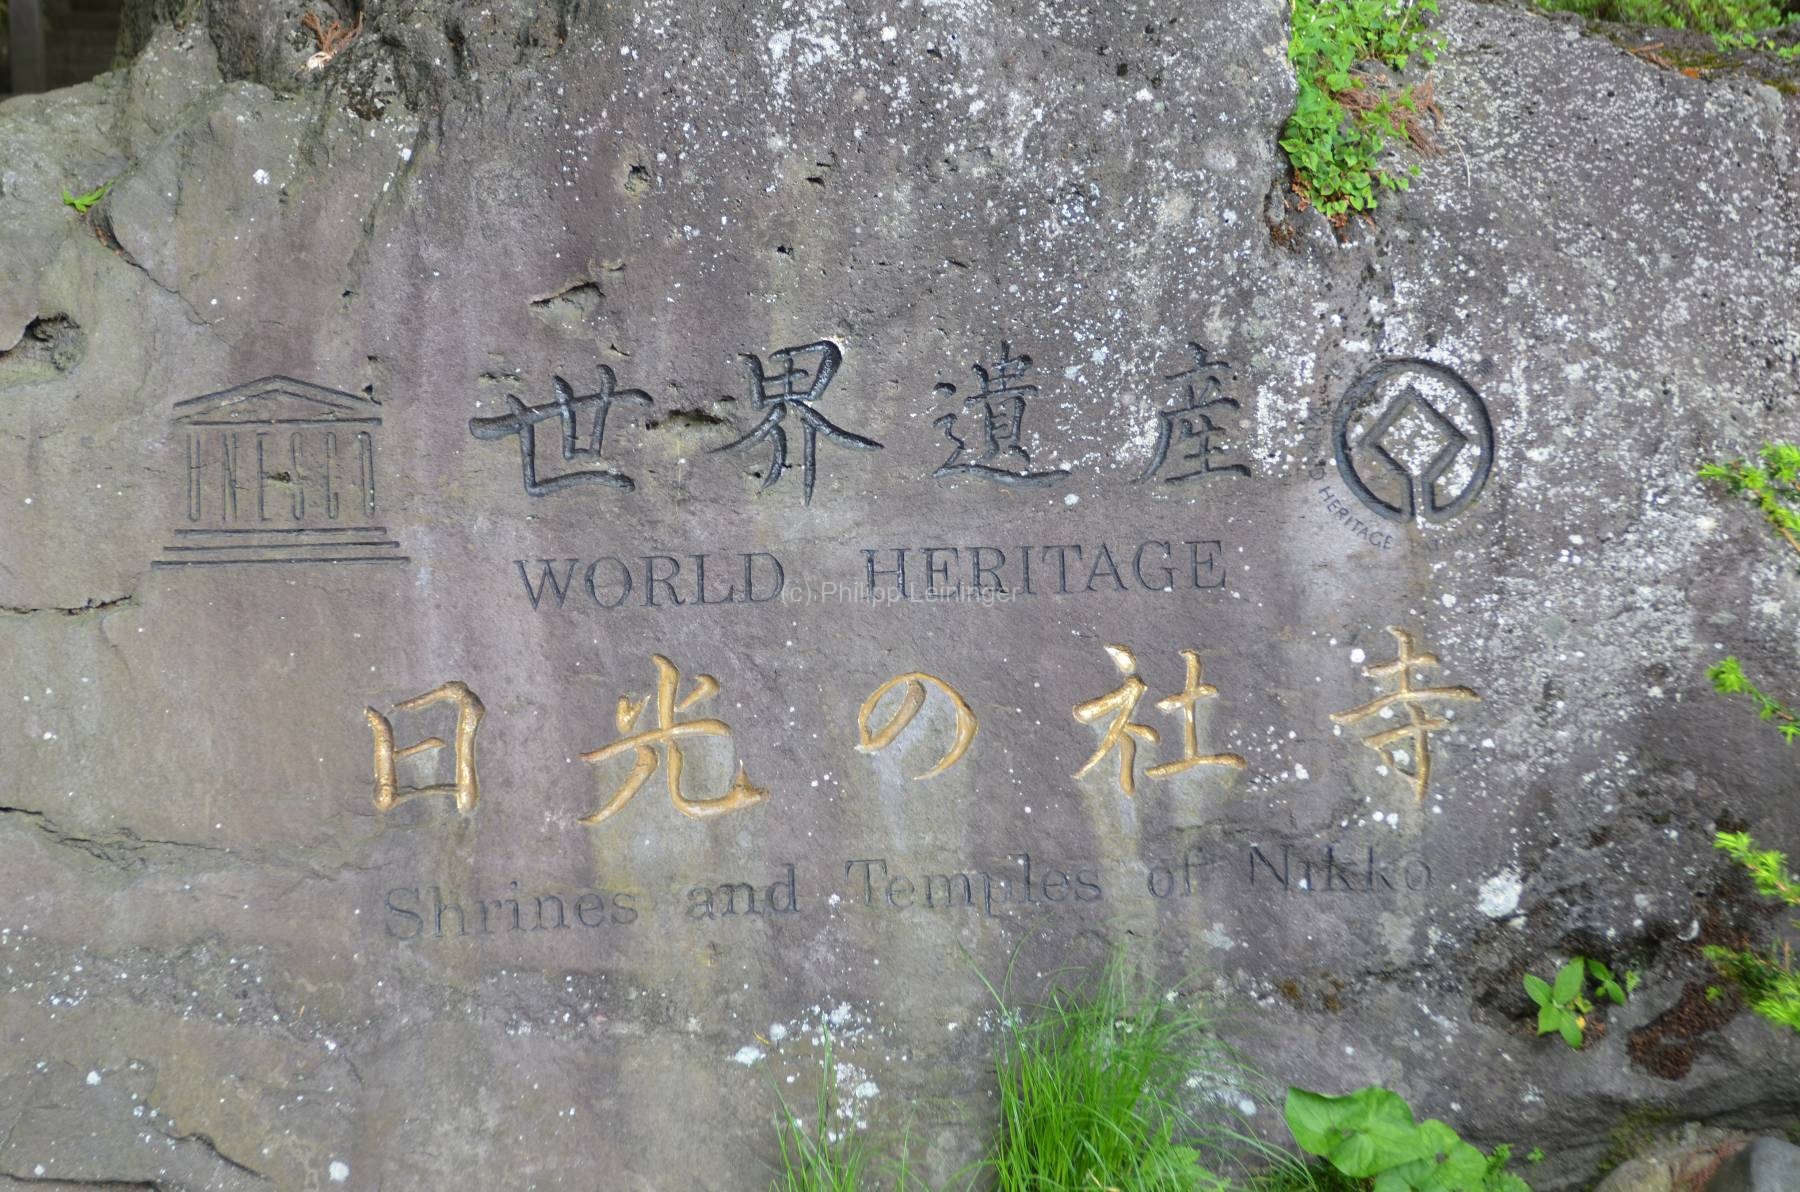 UNESCO
世界遺産
WORLD HERITAGE
HERITAGE
(c) Philipp Leininger
日光の社寺
Shrines and Temples of Nikko